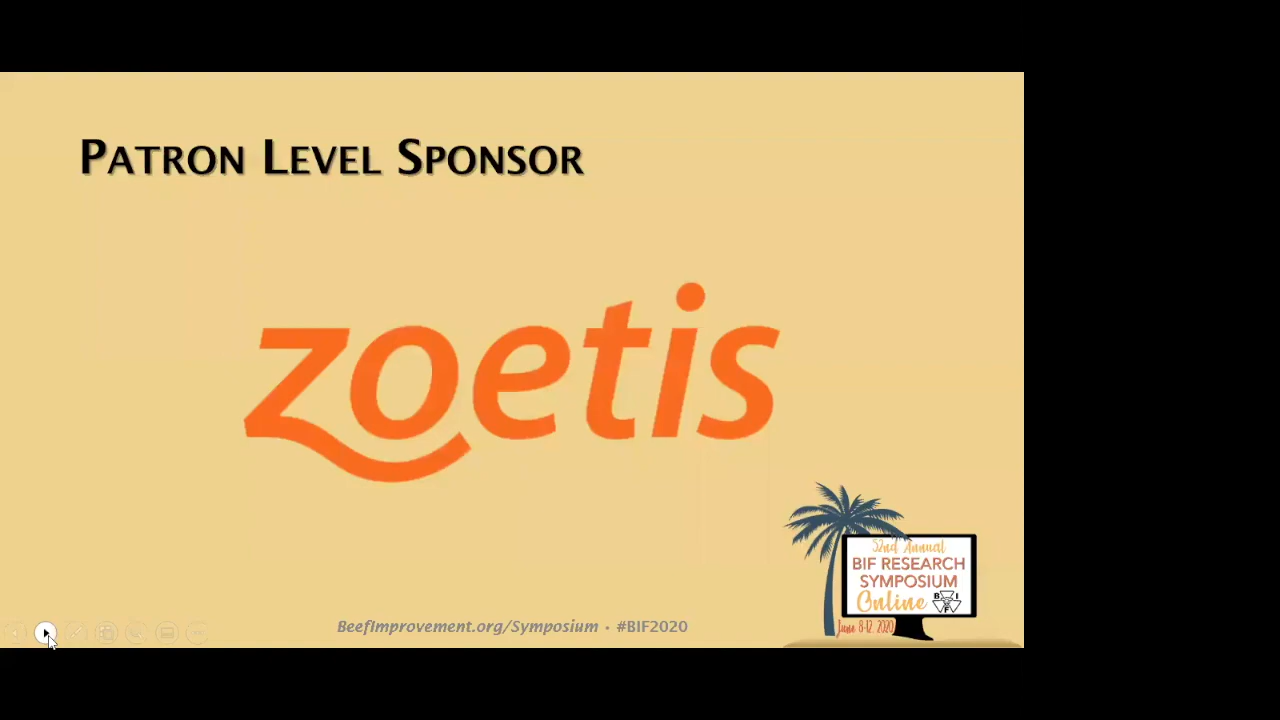 PATRON LEVEL SPONSOR
zoetis
52nd Annual
BIF RESEARCH
SYMPOSIUM
Online
B I
F
June 8-12, 2020
BeefImprovement.org/Symposium • #BIF2020